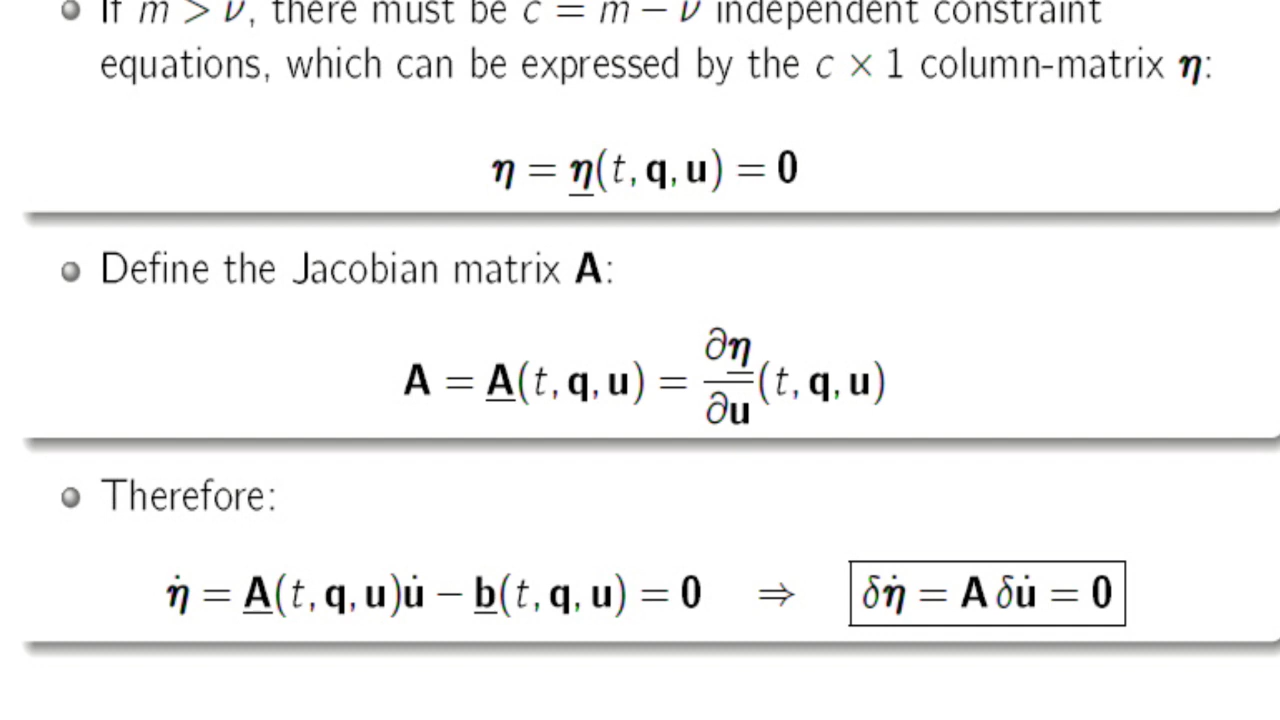 If m > ν, there must be c = m − ν independent constraint
equations, which can be expressed by the c × 1 column-matrix η:
η = η(t, q, u) = 0
Define the Jacobian matrix A:
A = A(t, q, u) = ∂η/∂u (t, q, u)
Therefore:
η̇ = A(t, q, u)u̇ − b(t, q, u) = 0 ⇒ δη̇ = A δu̇ = 0